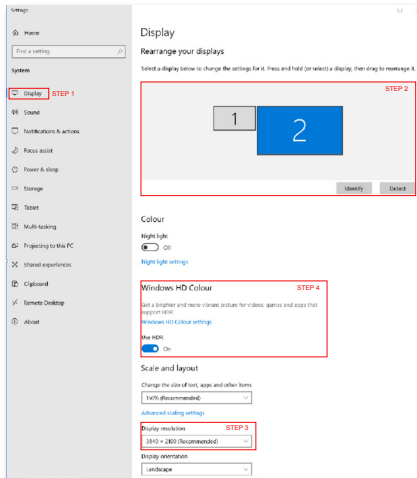 Settings
Home
Find a setting
System
Display
STEP 1
Sound
Notifications & actions
Focus assist
Power & sleep
Storage
Tablet
Multi-tasking
Projecting to this PC
Shared experiences
Clipboard
Remote Desktop
About
Display
Rearrange your displays
Select a display below to change the settings for it. Press and hold (or select) a display, then drag to rearrange it.
STEP 2
1
2
Identify
Detect
Colour
Night light
Off
Night light settings
Windows HD Colour
STEP 4
Get a brighter and more vibrant picture for videos, games and apps that
support HDR.
Windows HD Colour settings
Use HDR
On
Scale and layout
Change the size of text, apps and other items
150% (Recommended)
Advanced scaling settings
Display resolution
STEP 3
3840 × 2160 (Recommended)
Display orientation
Landscape